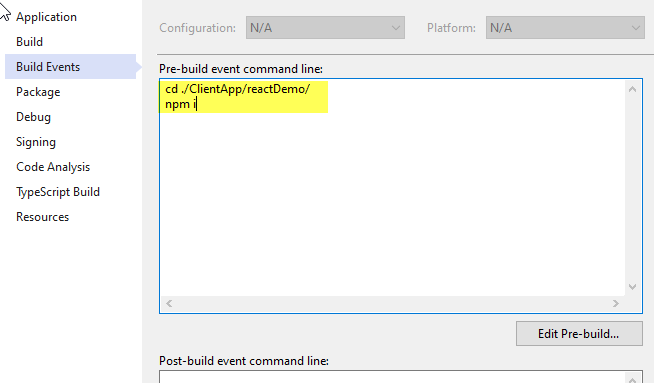 Application
Build
Build Events
Package
Debug
Signing
Code Analysis
TypeScript Build
Resources
Configuration: N/A Platform: N/A
Pre-build event command line:
cd ./ClientApp/reactDemo/
npm i
Edit Pre-build...
Post-build event command line: